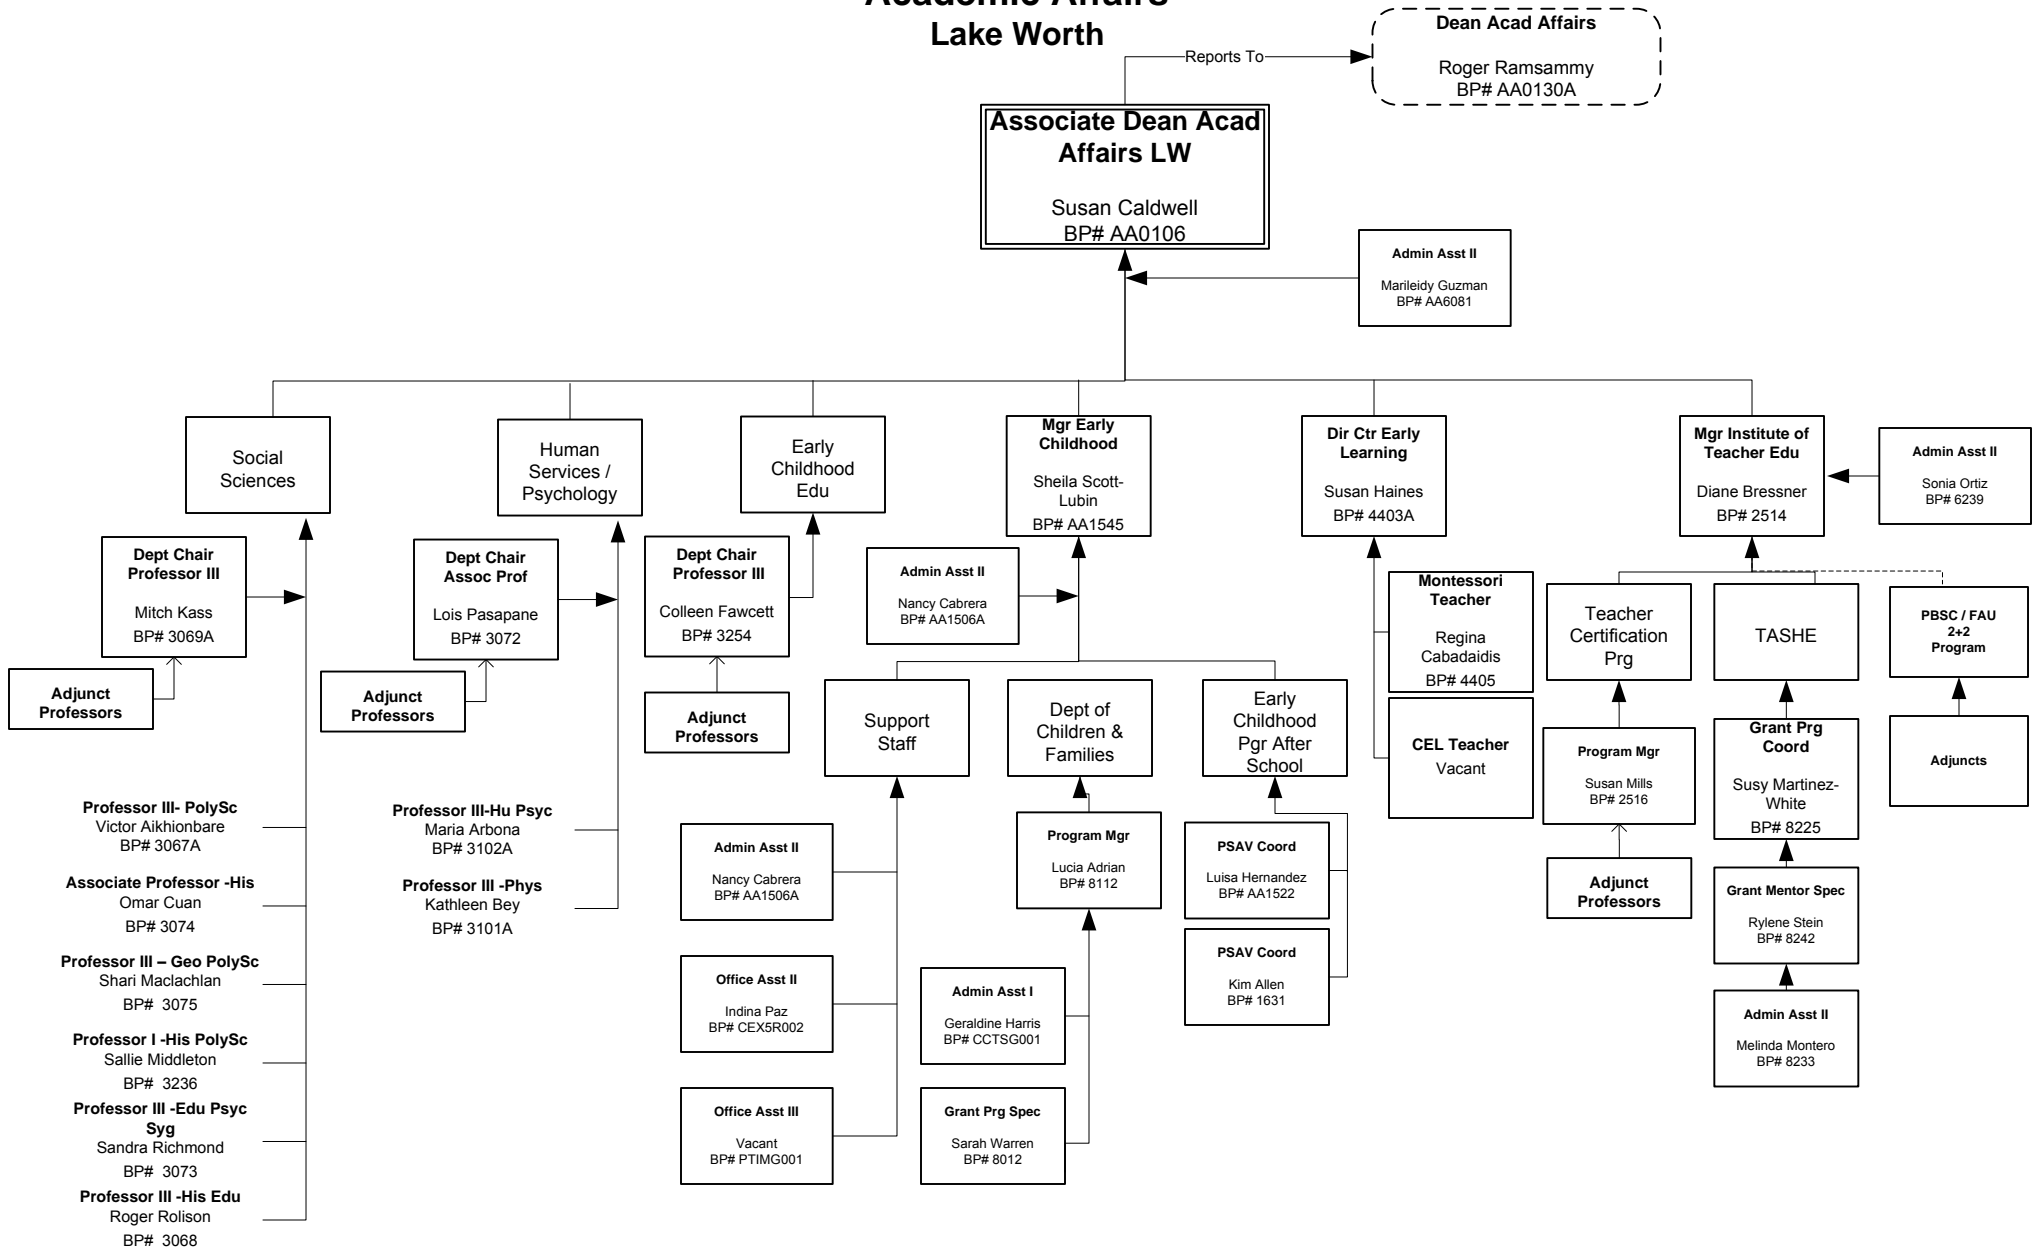 Academic Affairs
Lake Worth
Dean Acad Affairs
Roger Ramsammy
BP# AA0130A
Reports To
Associate Dean Acad
Affairs LW
Susan Caldwell
BP# AA0106
Admin Asst II
Marileidy Guzman
BP# AA6081
Social
Sciences
Human
Services /
Psychology
Early
Childhood
Edu
Mgr Early
Childhood
Sheila Scott-
Lubin
BP# AA1545
Dir Ctr Early
Learning
Susan Haines
BP# 4403A
Mgr Institute of
Teacher Edu
Diane Bressner
BP# 2514
Admin Asst II
Sonia Ortiz
BP# 6239
Dept Chair
Professor III
Mitch Kass
BP# 3069A
Adjunct
Professors
Dept Chair
Assoc Prof
Lois Pasapane
BP# 3072
Adjunct
Professors
Dept Chair
Professor III
Colleen Fawcett
BP# 3254
Adjunct
Professors
Admin Asst II
Nancy Cabrera
BP# AA1506A
Montessori
Teacher
Regina
Cabadaidis
BP# 4405
CEL Teacher
Vacant
Teacher
Certification
Prg
TASHE
PBSC / FAU
2+2
Program
Support
Staff
Dept of
Children &
Families
Early
Childhood
Pgr After
School
Program Mgr
Susan Mills
BP# 2516
Adjunct
Professors
Grant Prg
Coord
Susy Martinez-
White
BP# 8225
Adjuncts
Grant Mentor Spec
Rylene Stein
BP# 8242
Admin Asst II
Melinda Montero
BP# 8233
Professor III- PolySc
Victor Aikhionbare
BP# 3067A
Associate Professor -His
Omar Cuan
BP# 3074
Professor III – Geo PolySc
Shari Maclachlan
BP# 3075
Professor I -His PolySc
Sallie Middleton
BP# 3236
Professor III -Edu Psyc
Syg
Sandra Richmond
BP# 3073
Professor III -His Edu
Roger Rolison
BP# 3068
Professor III-Hu Psyc
Maria Arbona
BP# 3102A
Professor III -Phys
Kathleen Bey
BP# 3101A
Admin Asst II
Nancy Cabrera
BP# AA1506A
Office Asst II
Indina Paz
BP# CEX5R002
Office Asst III
Vacant
BP# PTIMG001
Program Mgr
Lucia Adrian
BP# 8112
Admin Asst I
Geraldine Harris
BP# CCTSG001
Grant Prg Spec
Sarah Warren
BP# 8012
PSAV Coord
Luisa Hernandez
BP# AA1522
PSAV Coord
Kim Allen
BP# 1631